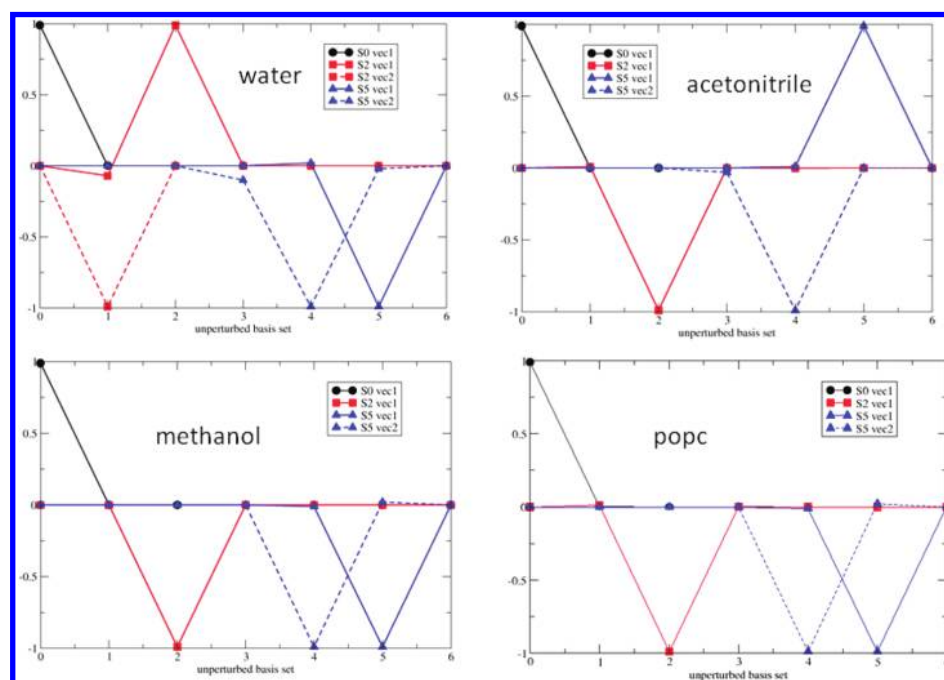 water
S0 vec1
S2 vec1
S2 vec2
S5 vec1
S5 vec2
1
0.5
0
-0.5
-1
0 1 2 3 4 5 6
unperturbed basis set
acetonitrile
S0 vec1
S2 vec1
S5 vec1
S5 vec2
1
0.5
0
-0.5
-1
0 1 2 3 4 5 6
unperturbed basis set
methanol
S0 vec1
S2 vec1
S5 vec1
S5 vec2
1
0.5
0
-0.5
-1
0 1 2 3 4 5 6
unperturbed basis set
popc
S0 vec1
S2 vec1
S5 vec1
S5 vec2
1
0.5
0
-0.5
-1
0 1 2 3 4 5 6
unperturbed basis set